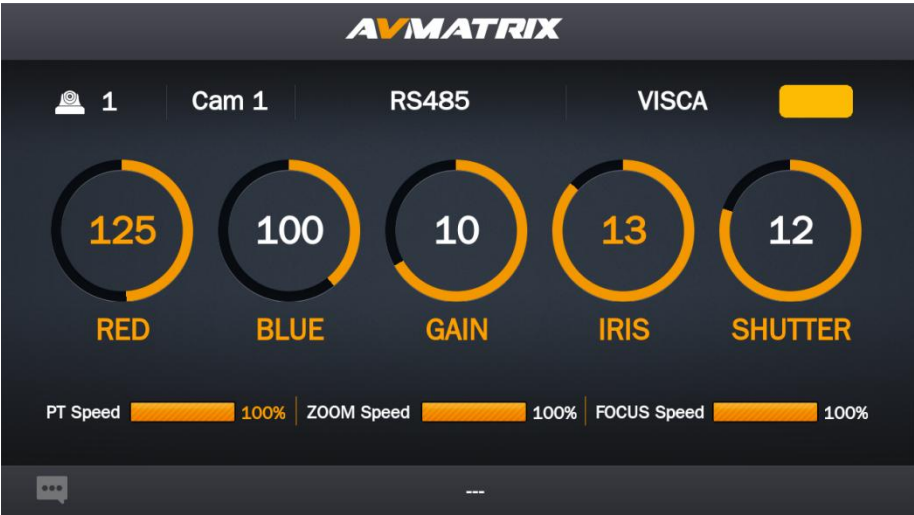 AVMATRIX
1 Cam 1 RS485 VISCA
125 100 10 13 12
RED BLUE GAIN IRIS SHUTTER
PT Speed 100% ZOOM Speed 100% FOCUS Speed 100%
---